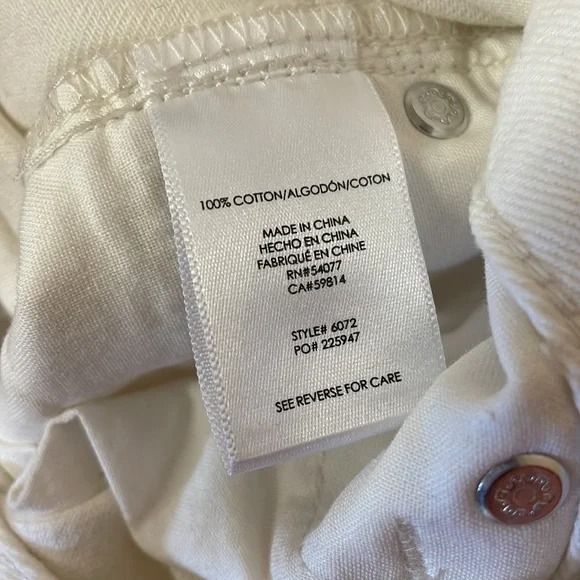 100% COTTON/ALGODÓN/COTON
MADE IN CHINA
HECHO EN CHINA
FABRIQUÉ EN CHINE
RN#54077
CA#59814
STYLE# 6072
PO# 225947
SEE REVERSE FOR CARE